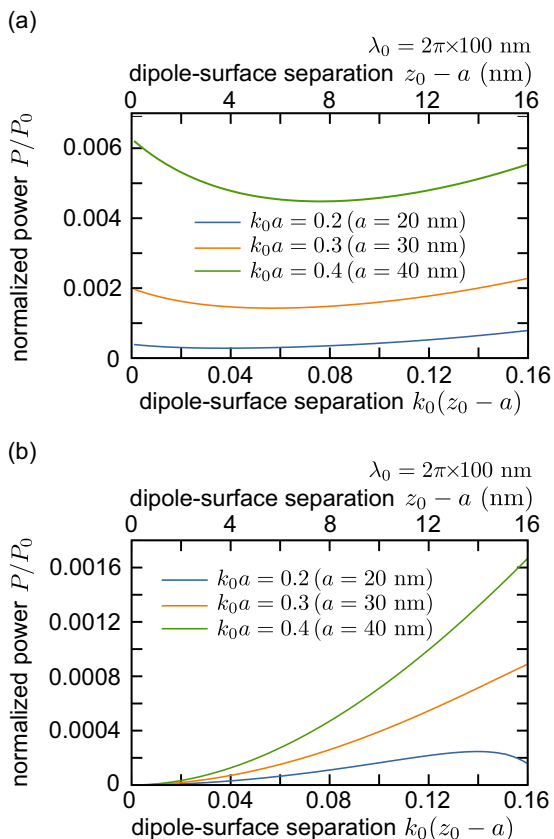 (a)
λ₀ = 2π×100 nm
dipole-surface separation z₀ − a (nm)
0 4 8 12 16
normalized power P/P₀
0.006
0.004
0.002
0
k₀a = 0.2 (a = 20 nm)
k₀a = 0.3 (a = 30 nm)
k₀a = 0.4 (a = 40 nm)
0.04 0.08 0.12 0.16
dipole-surface separation k₀(z₀ − a)
(b)
λ₀ = 2π×100 nm
dipole-surface separation z₀ − a (nm)
0 4 8 12 16
normalized power P/P₀
0.0016
0.0012
0.0008
0.0004
0
k₀a = 0.2 (a = 20 nm)
k₀a = 0.3 (a = 30 nm)
k₀a = 0.4 (a = 40 nm)
0.04 0.08 0.12 0.16
dipole-surface separation k₀(z₀ − a)